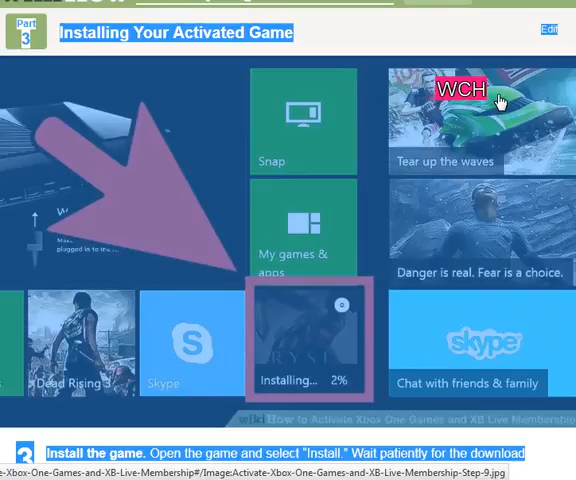 Part
3
Installing Your Activated Game
Edit
WCH
Snap
Tear up the waves
My games &
apps
Danger is real. Fear is a choice.
RYSE
Dead Rising 3
Skype
Installing... 2%
skype
Chat with friends & family
wiki How to Activate Xbox One Games and XB Live Membership
3
Install the game. Open the game and select "Install." Wait patiently for the download
e-Xbox-One-Games-and-XB-Live-Membership#/Image:Activate-Xbox-One-Games-and-XB-Live-Membership-Step-9.jpg